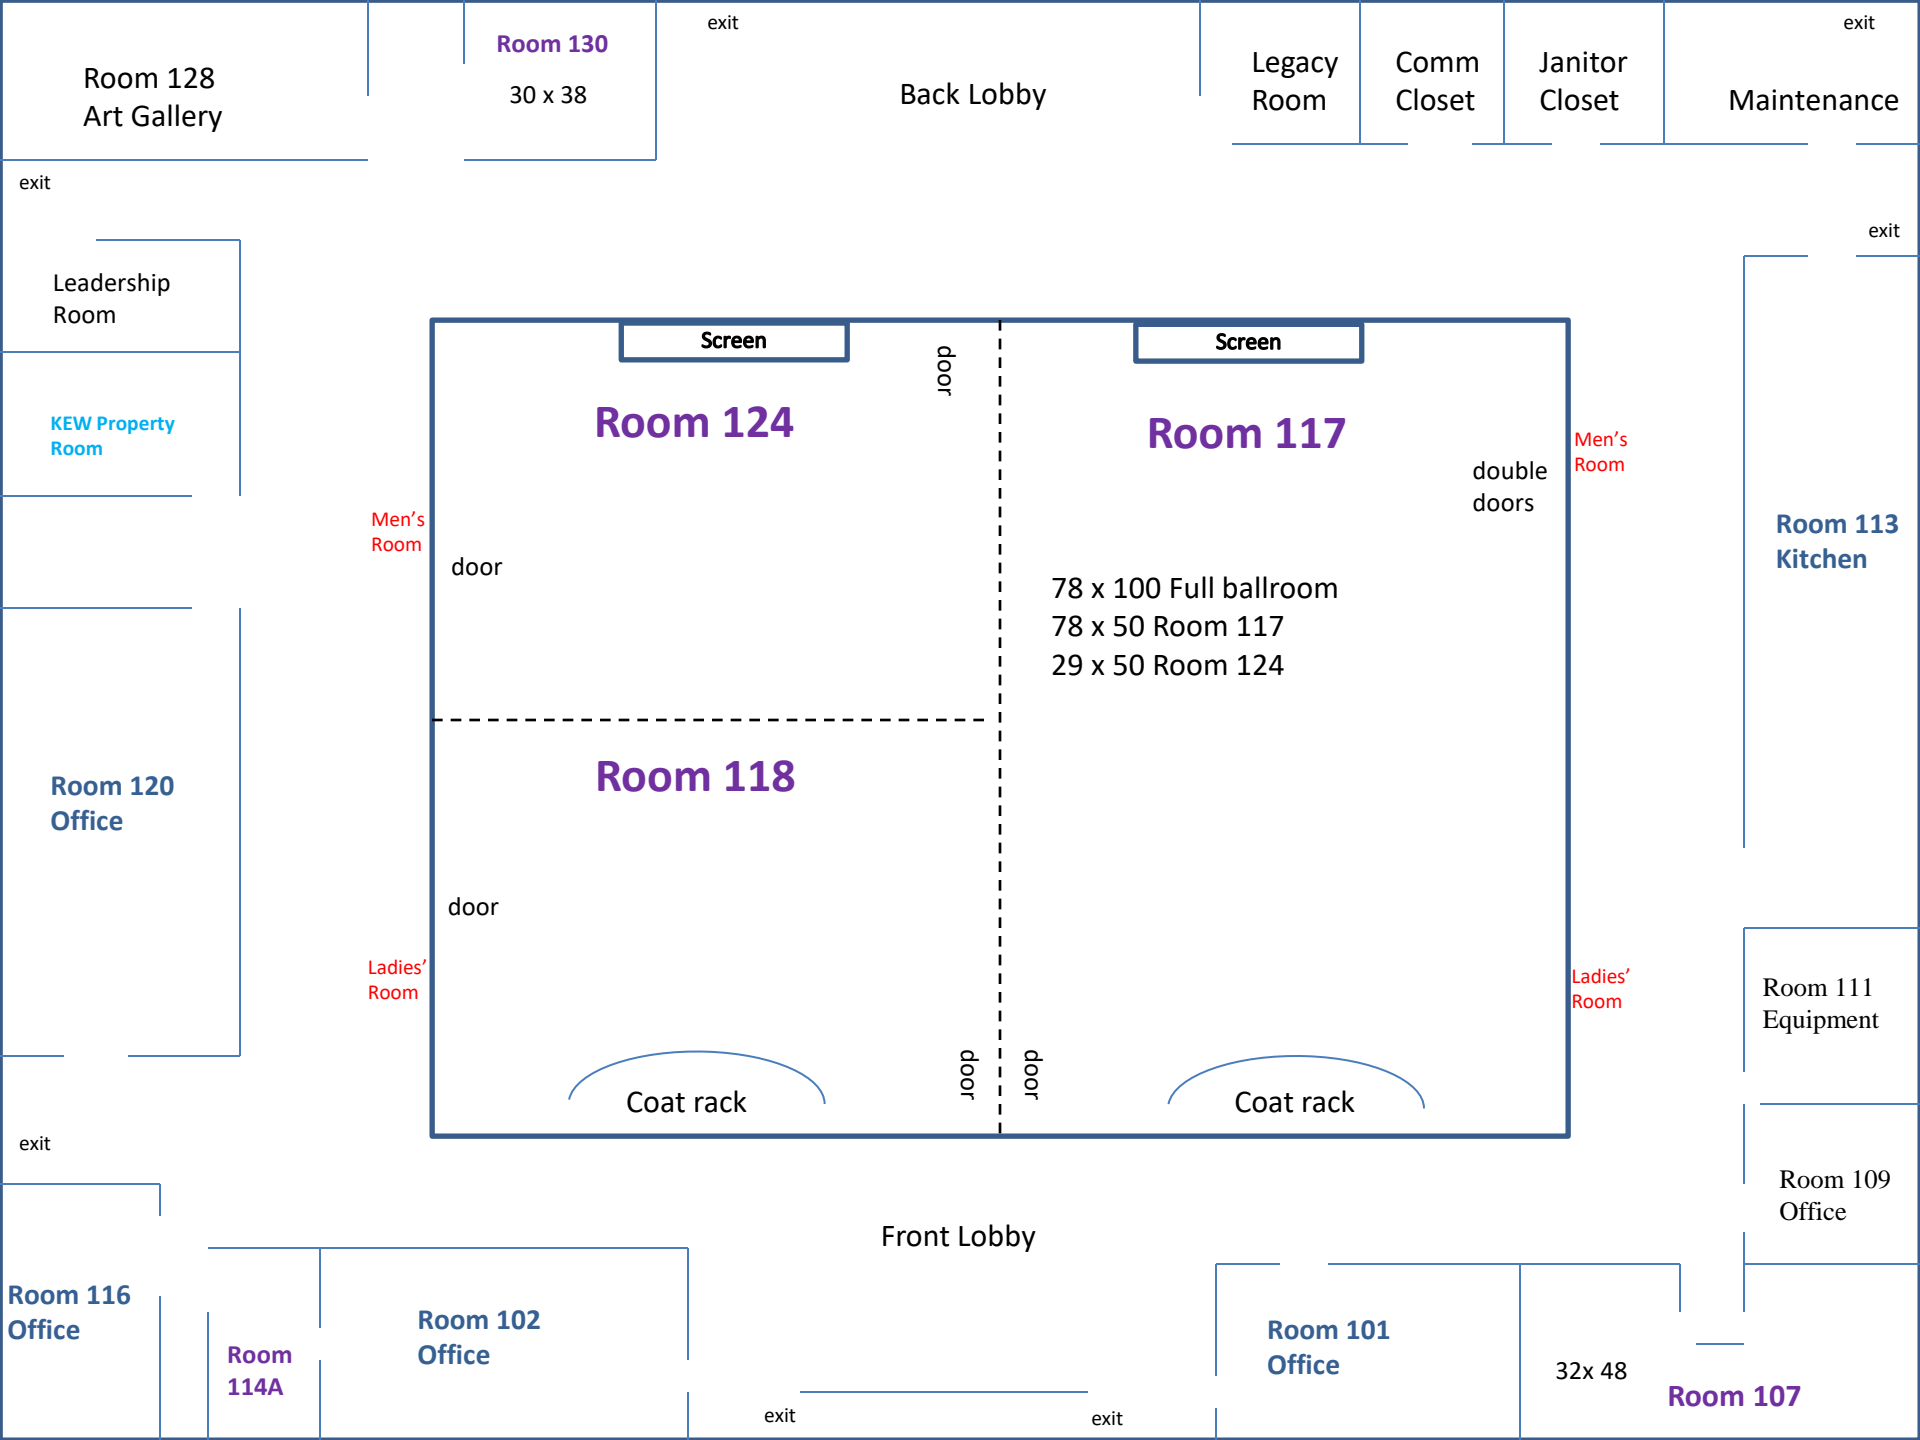 exit
exit
Room 130
30 x 38
Room 128
Art Gallery
Back Lobby
Legacy
Room
Comm
Closet
Janitor
Closet
Maintenance
exit
exit
Leadership
Room
Screen
Screen
door
KEW Property
Room
Room 124
Room 117
Men's
Room
double
doors
Men’s
Room
door
Room 113
Kitchen
78 x 100 Full ballroom
78 x 50 Room 117
29 x 50 Room 124
Room 120
Office
Room 118
door
Ladies’
Room
Ladies’
Room
Room 111
Equipment
door
door
Coat rack
Coat rack
exit
Room 109
Office
Front Lobby
Room 116
Office
Room
114A
Room 102
Office
Room 101
Office
32x 48
Room 107
exit
exit